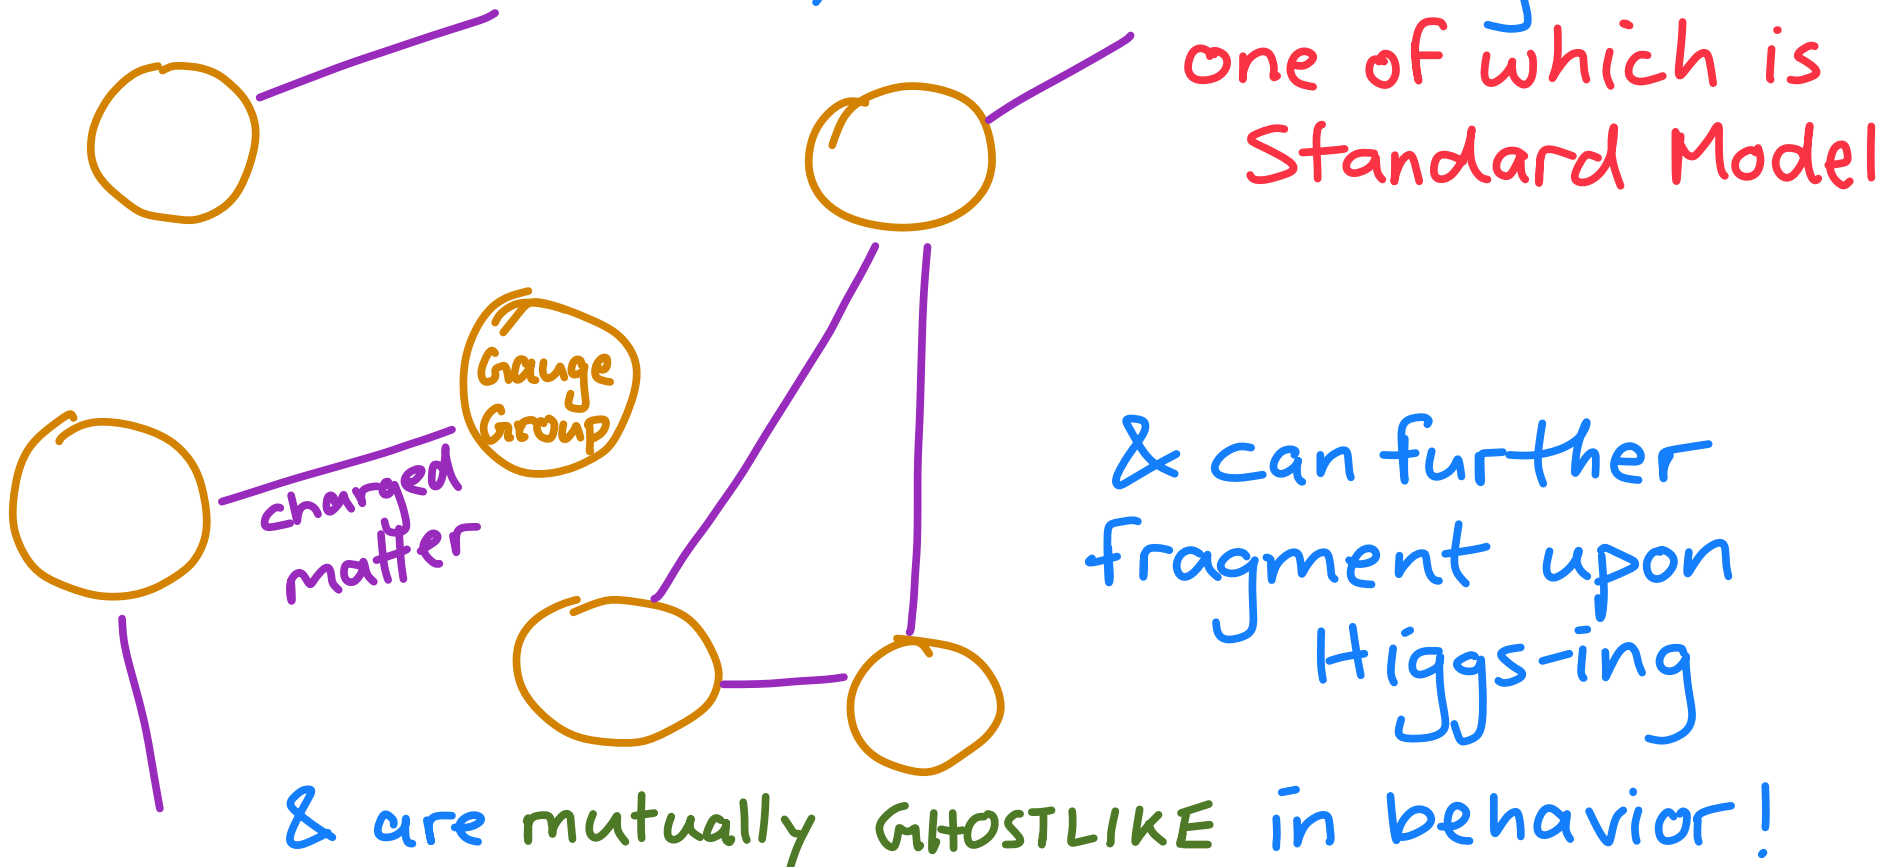 one of which is
Standard Model
Gauge
Group
charged
matter
& can further
fragment upon
Higgs-ing
& are mutually GHOSTLIKE in behavior!